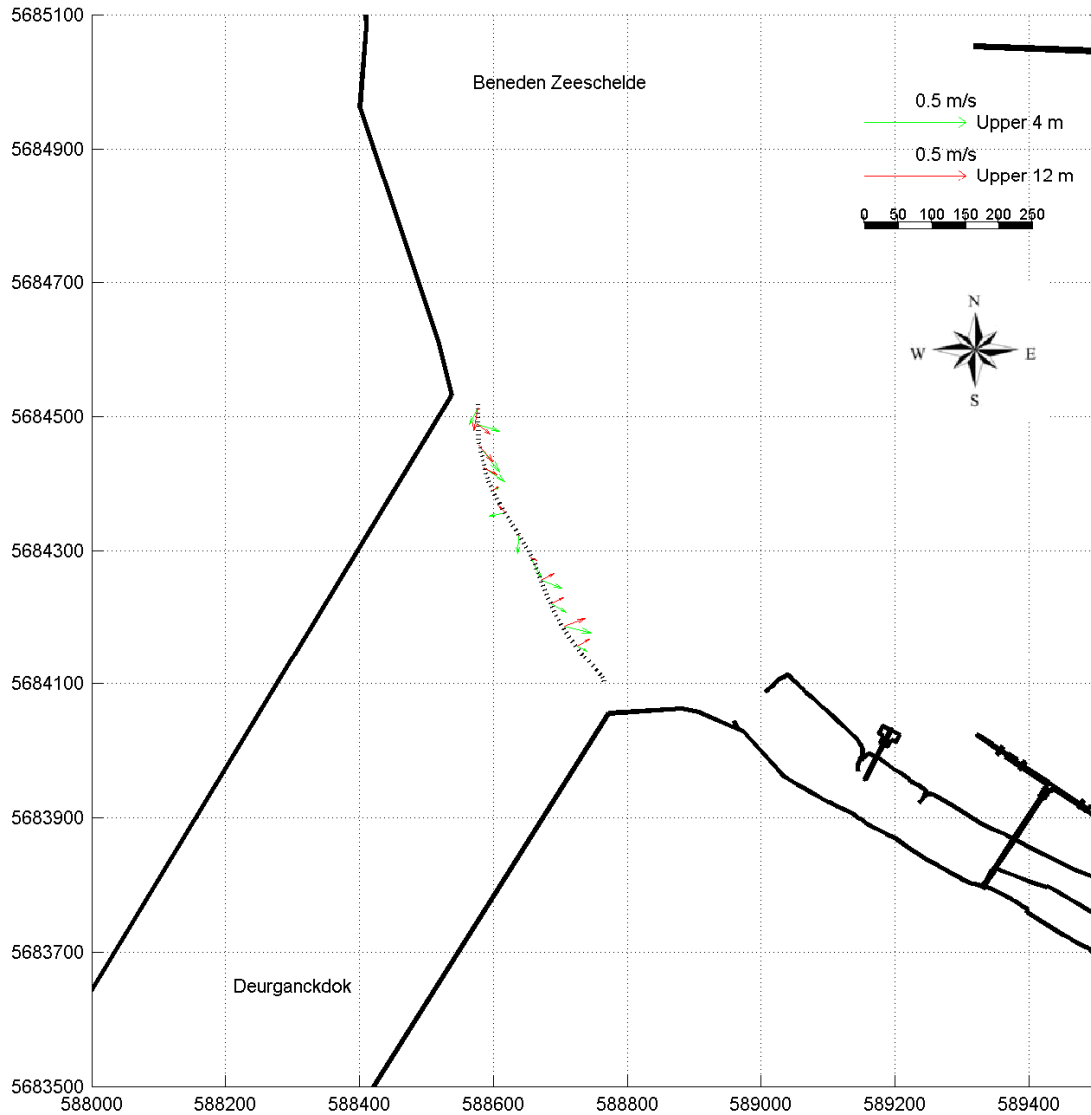 5685100
Beneden Zeeschelde
0.5 m/s
Upper 4 m
5684900
0.5 m/s
Upper 12 m
0 50 100 150 200 250
5684700
N
W E
S
5684500
5684300
5684100
5683900
5683700
Deurganckdok
5683500
588000 588200 588400 588600 588800 589000 589200 589400